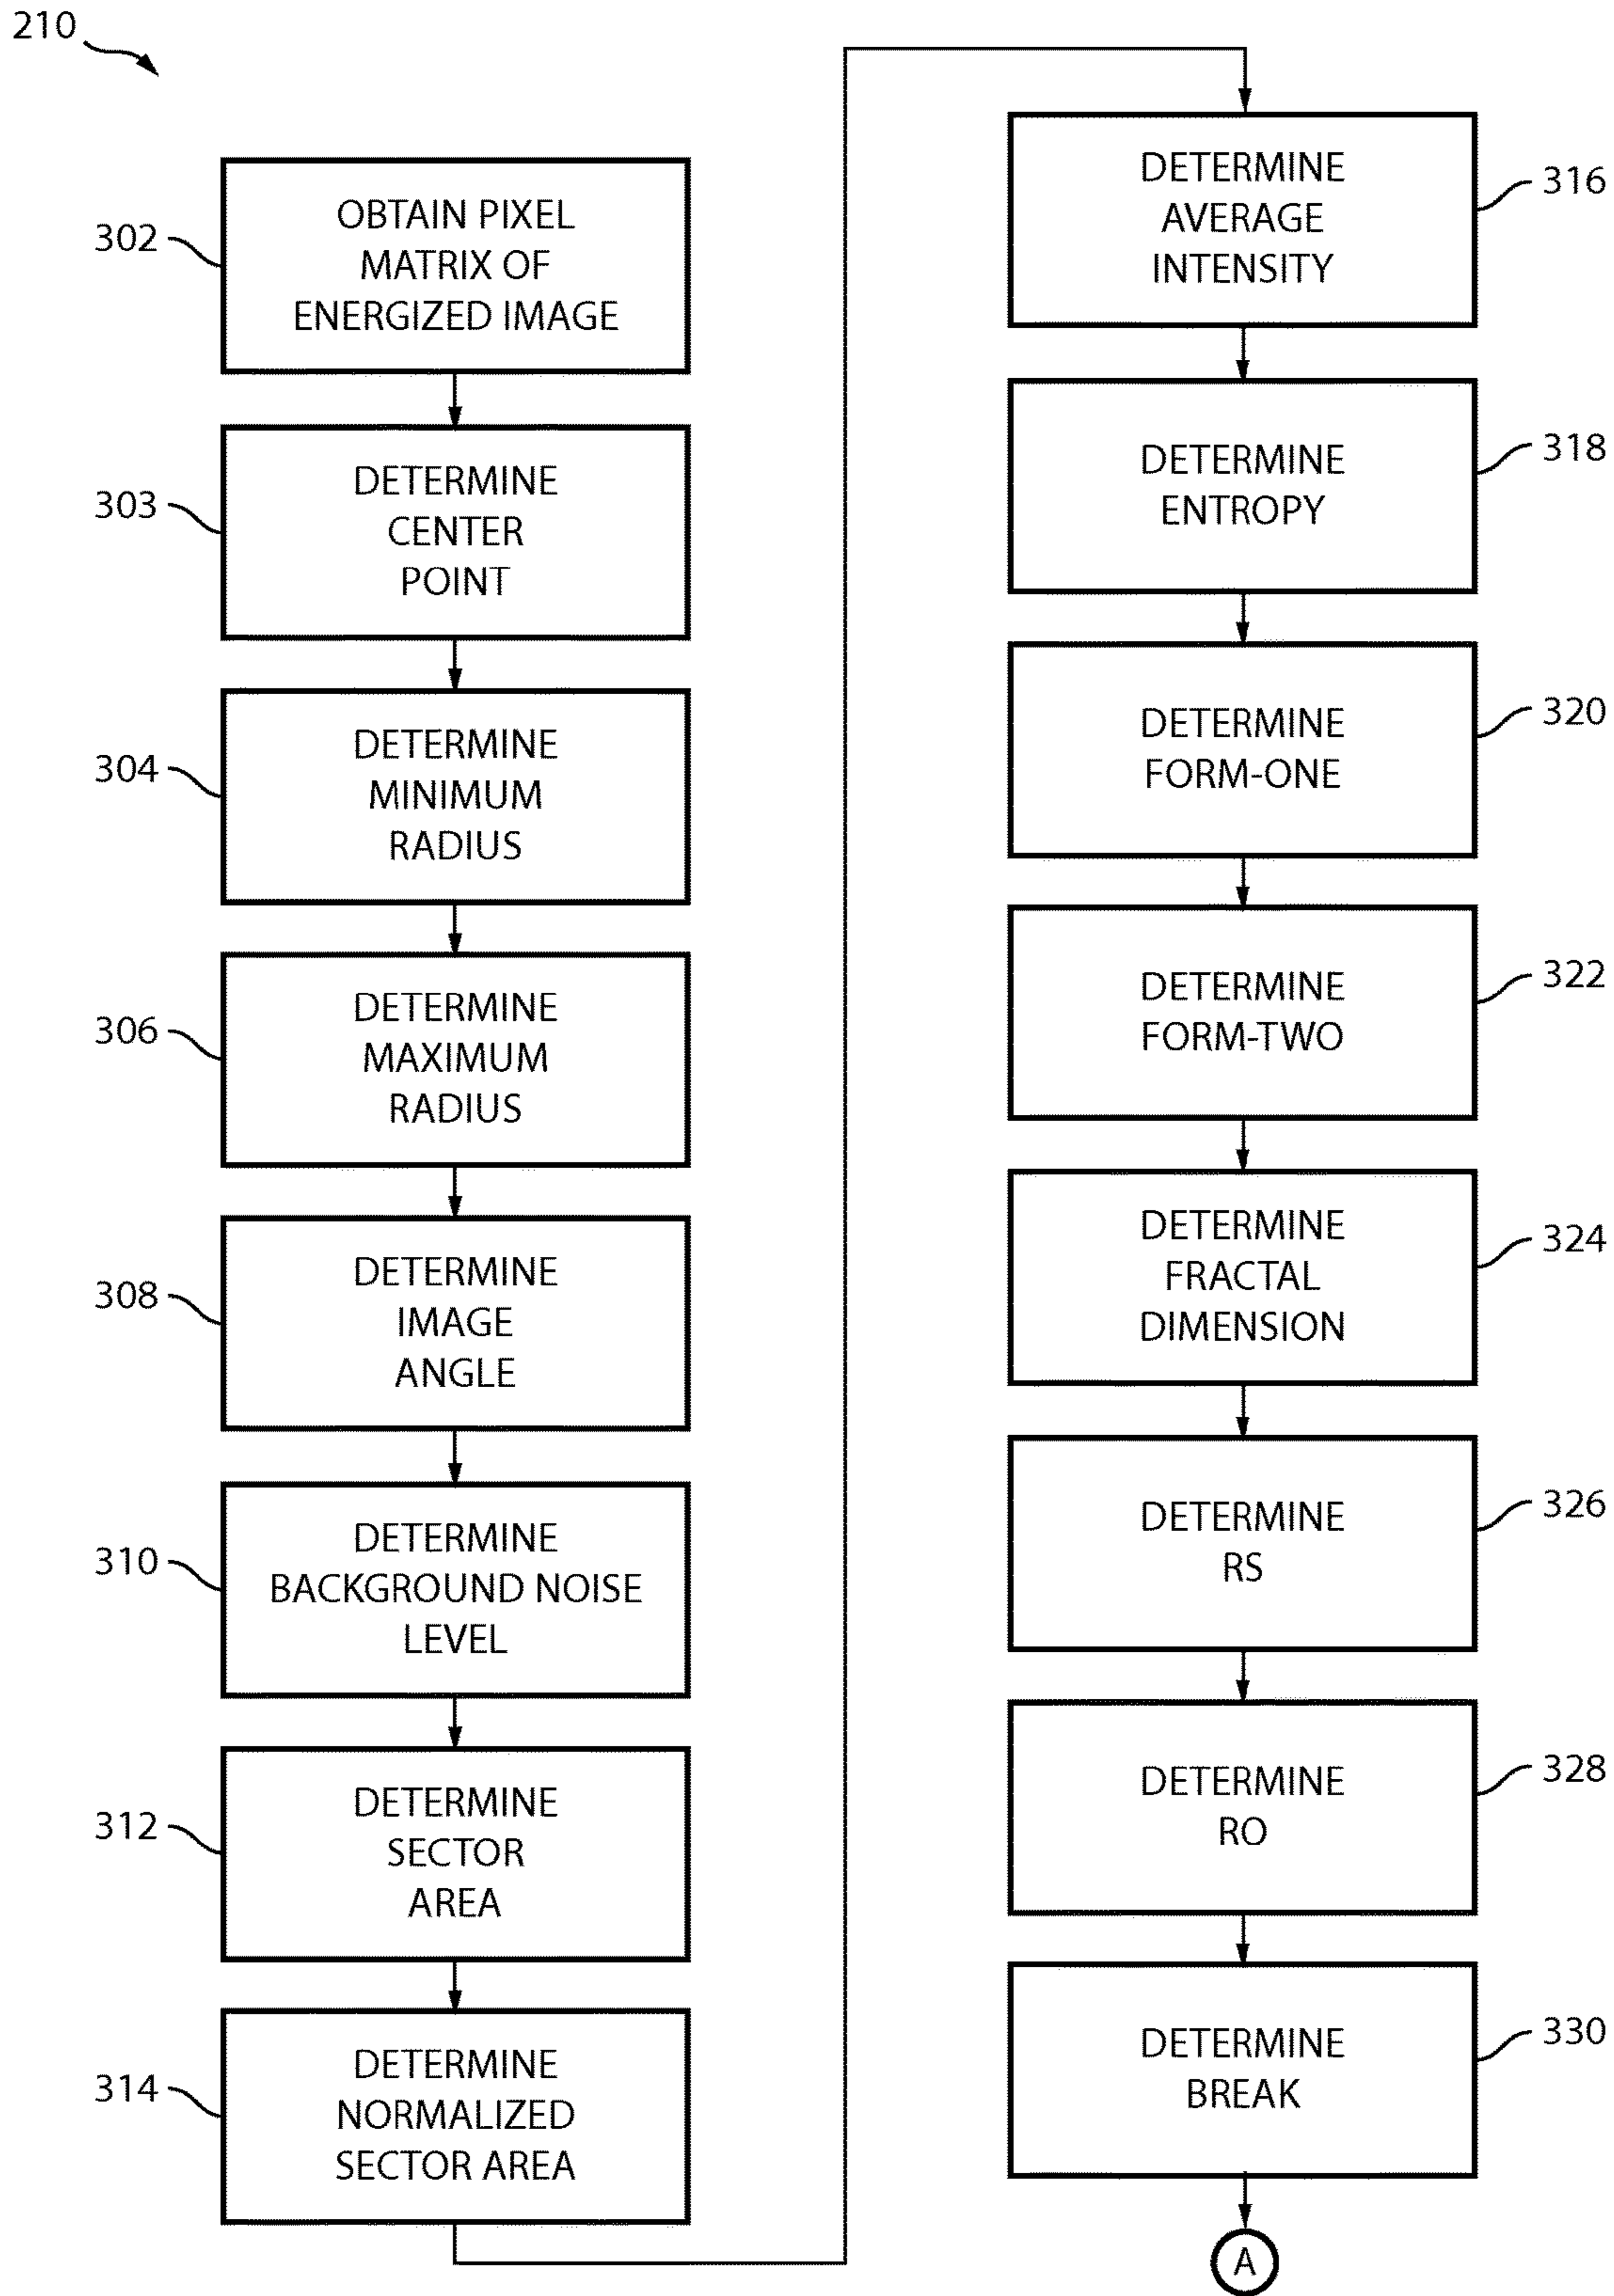 210
302
OBTAIN PIXEL
MATRIX OF
ENERGIZED IMAGE
303
DETERMINE
CENTER
POINT
304
DETERMINE
MINIMUM
RADIUS
306
DETERMINE
MAXIMUM
RADIUS
308
DETERMINE
IMAGE
ANGLE
310
DETERMINE
BACKGROUND NOISE
LEVEL
312
DETERMINE
SECTOR
AREA
314
DETERMINE
NORMALIZED
SECTOR AREA
DETERMINE
AVERAGE
INTENSITY
316
DETERMINE
ENTROPY
318
DETERMINE
FORM-ONE
320
DETERMINE
FORM-TWO
322
DETERMINE
FRACTAL
DIMENSION
324
DETERMINE
RS
326
DETERMINE
RO
328
DETERMINE
BREAK
330
A